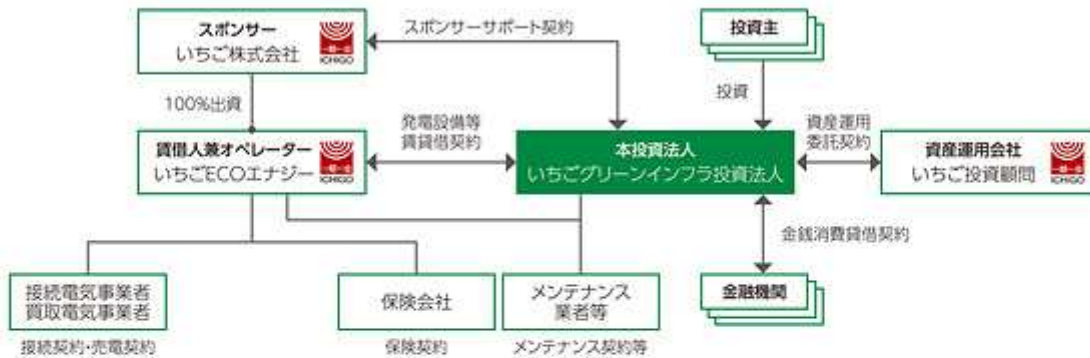 スポンサー
いちご株式会社
ICHIGO
スポンサーサポート契約
投資主
100%出資
投資
賃借人兼オペレーター
いちごECOエナジー
ICHIGO
発電設備等
賃貸借契約
本投資法人
いちごグリーンインフラ投資法人
資産運用
委託契約
資産運用会社
いちご投資顧問
ICHIGO
金銭消費貸借契約
接続電気事業者
買取電気事業者
保険会社
メンテナンス
業者等
金融機関
接続契約・売電契約
保険契約
メンテナンス契約等